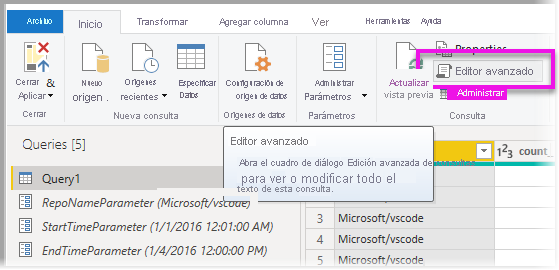 Archivo Inicio Transformar Agregar columna Ver Herramientas Ayuda
Properties
Editor avanzado
Administrar
Cerrar y Aplicar
Nuevo origen
Orígenes recientes
Especificar Datos
Configuración de origen de datos
Administrar Parámetros
Actualizar vista previa
Cerrar
Nueva consulta
Orígenes de datos
Parámetros
Consulta
Queries [5]
Editor avanzado
Abra el cuadro de diálogo Edición avanzada de consultas
para ver o modificar todo el
texto de esta consulta.
1 2 3 count_
Query1
RepoNameParameter (Microsoft/vscode)
StartTimeParameter (1/1/2016 12:01:00 AM)
EndTimeParameter (1/4/2016 12:00:00 PM)
3 Microsoft/vscode
4 Microsoft/vscode
5 Microsoft/vscode